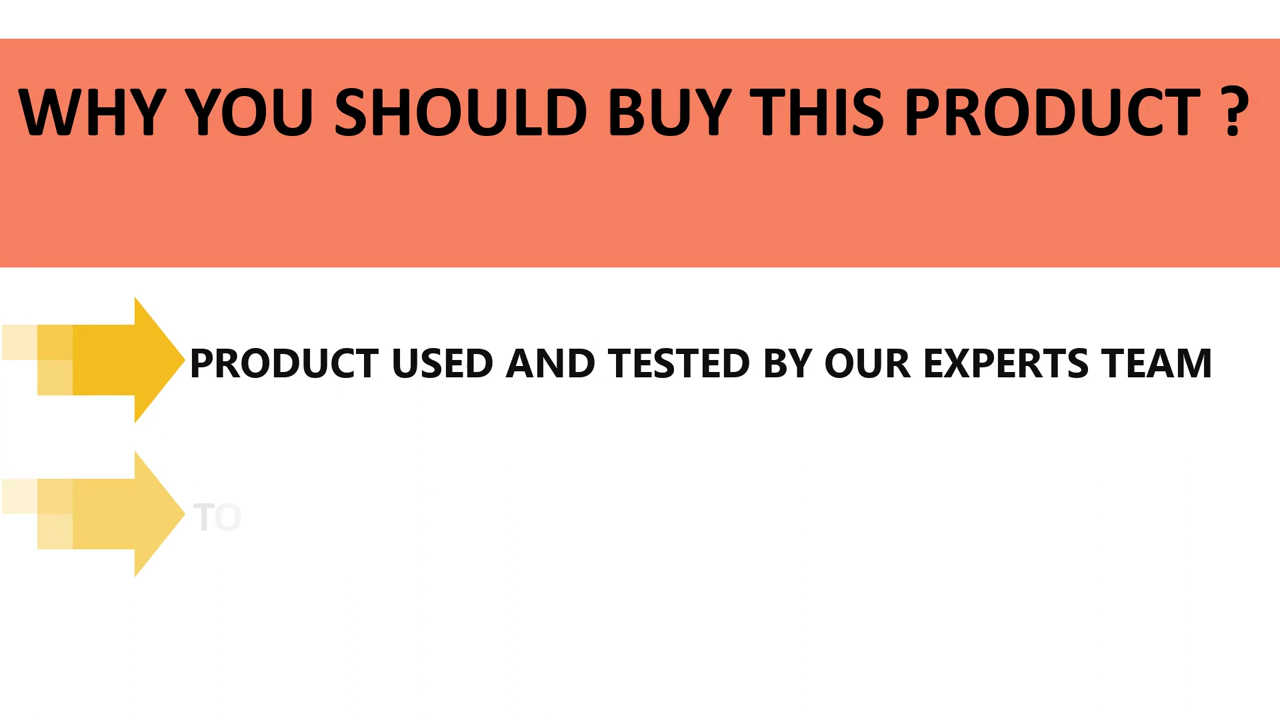 WHY YOU SHOULD BUY THIS PRODUCT ?
PRODUCT USED AND TESTED BY OUR EXPERTS TEAM
TO